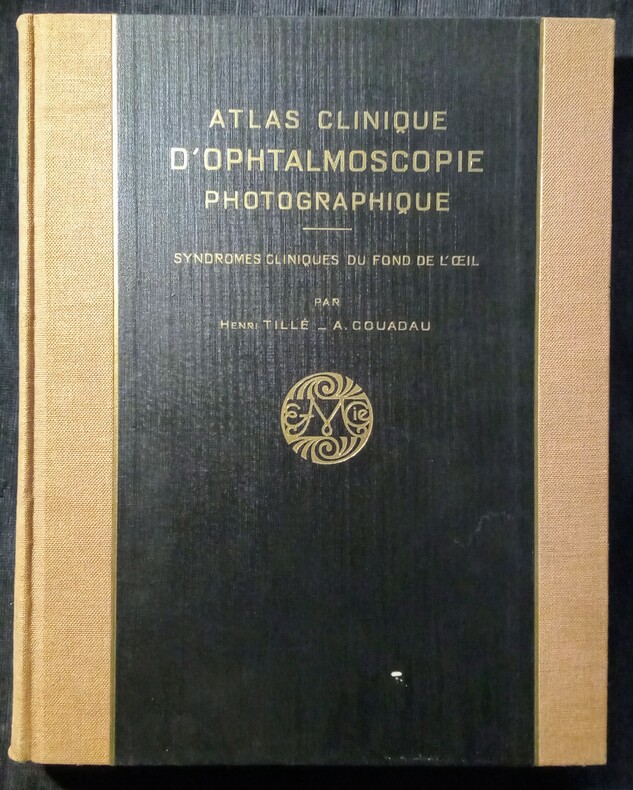 ATLAS CLINIQUE
D'OPHTALMOSCOPIE
PHOTOGRAPHIQUE
SYNDROMES CLINIQUES DU FOND DE L'ŒIL
PAR
HENRI TILLÉ _ A. COUADAU